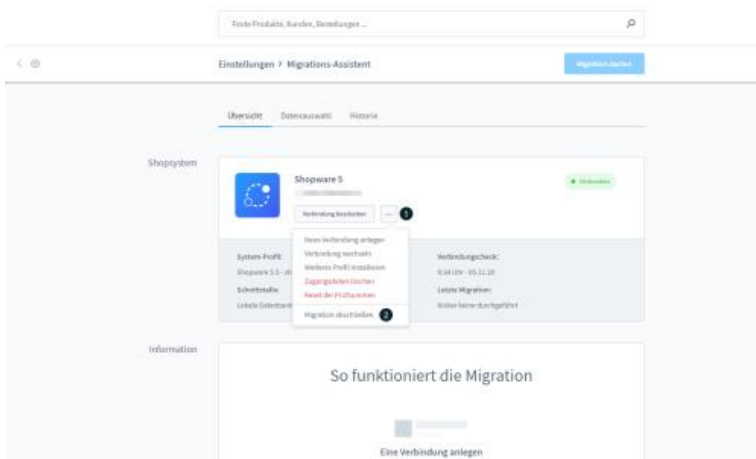 Finde Produkte, Kunden, Bestellungen ...
Einstellungen > Migrations-Assistent
Migration starten
Übersicht
Datenauswahl
Historie
Shopsystem
Shopware 5
Verbunden
Verbindung bearbeiten
... 1
Neue Verbindung anlegen
Verbindung wechseln
Weiteres Profil installieren
Zugangsdaten löschen
Reset der Prüfsummen
Migration abschließen 2
System-Profil:
Shopware 5.5 -
Schnittstelle:
Lokale Datenbank
Verbindungscheck:
Letzte Migration:
Bisher keine durchgeführt
Information
So funktioniert die Migration
Eine Verbindung anlegen